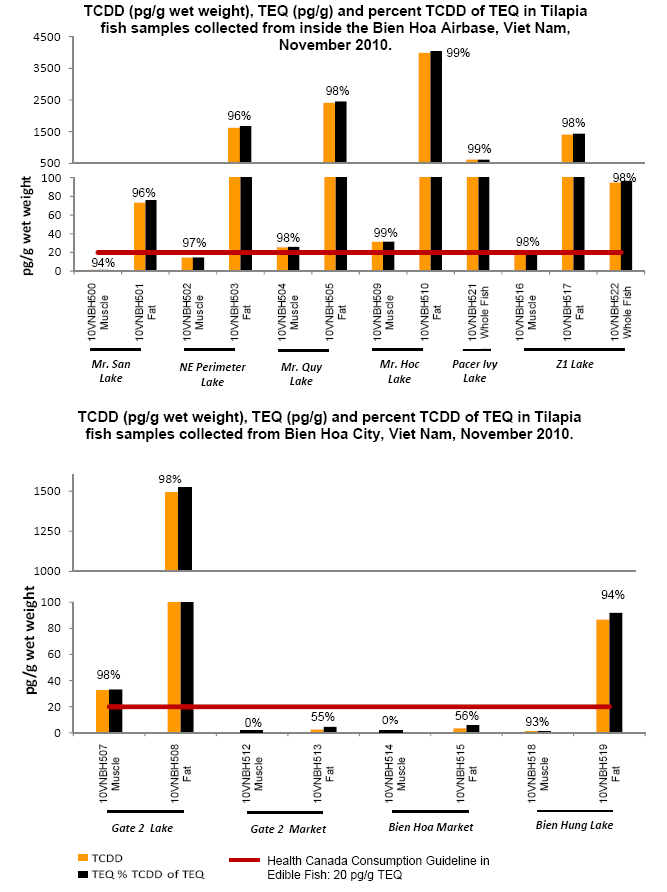 TCDD (pg/g wet weight), TEQ (pg/g) and percent TCDD of TEQ in Tilapia
fish samples collected from inside the Bien Hoa Airbase, Viet Nam,
November 2010.
4500
3500
2500
1500
500
99%
98%
96%
98%
99%
100
80
60
40
20
0
pg/g wet weight
96%
98%
97%
98%
99%
98%
94%
10VNBH500 Muscle
10VNBH501 Fat
10VNBH502 Muscle
10VNBH503 Fat
10VNBH504 Muscle
10VNBH505 Fat
10VNBH509 Muscle
10VNBH510 Fat
10VNBH521 Whole Fish
10VNBH516 Muscle
10VNBH517 Fat
10VNBH522 Whole Fish
Mr. San Lake
NE Perimeter Lake
Mr. Quy Lake
Mr. Hoc Lake
Pacer Ivy Lake
Z1 Lake
TCDD (pg/g wet weight), TEQ (pg/g) and percent TCDD of TEQ in Tilapia
fish samples collected from Bien Hoa City, Viet Nam, November 2010.
1500
1250
1000
98%
100
80
60
40
20
0
pg/g wet weight
98%
0%
55%
0%
56%
93%
94%
10VNBH507 Muscle
10VNBH508 Fat
10VNBH512 Muscle
10VNBH513 Fat
10VNBH514 Muscle
10VNBH515 Fat
10VNBH518 Muscle
10VNBH519 Fat
Gate 2 Lake
Gate 2 Market
Bien Hoa Market
Bien Hung Lake
TCDD
TEQ % TCDD of TEQ
Health Canada Consumption Guideline in
Edible Fish: 20 pg/g TEQ